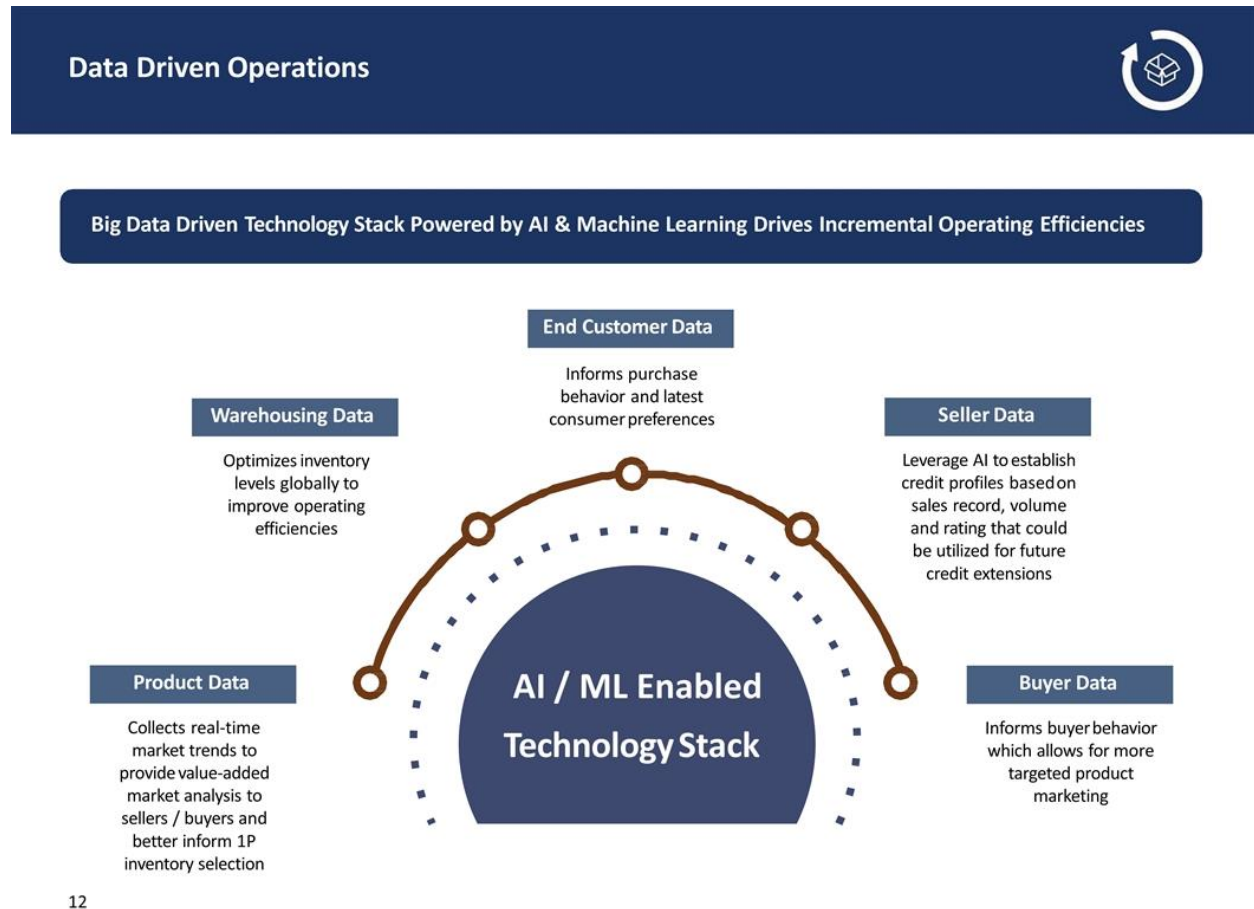 Data Driven Operations
Big Data Driven Technology Stack Powered by AI & Machine Learning Drives Incremental Operating Efficiencies
Product Data
Collects real-time
market trends to
provide value-added
market analysis to
sellers / buyers and
better inform 1P
inventory selection
Warehousing Data
Optimizes inventory
levels globally to
improve operating
efficiencies
End Customer Data
Informs purchase
behavior and latest
consumer preferences
Seller Data
Leverage AI to establish
credit profiles based on
sales record, volume
and rating that could
be utilized for future
credit extensions
Buyer Data
Informs buyer behavior
which allows for more
targeted product
marketing
AI / ML Enabled
Technology Stack
12